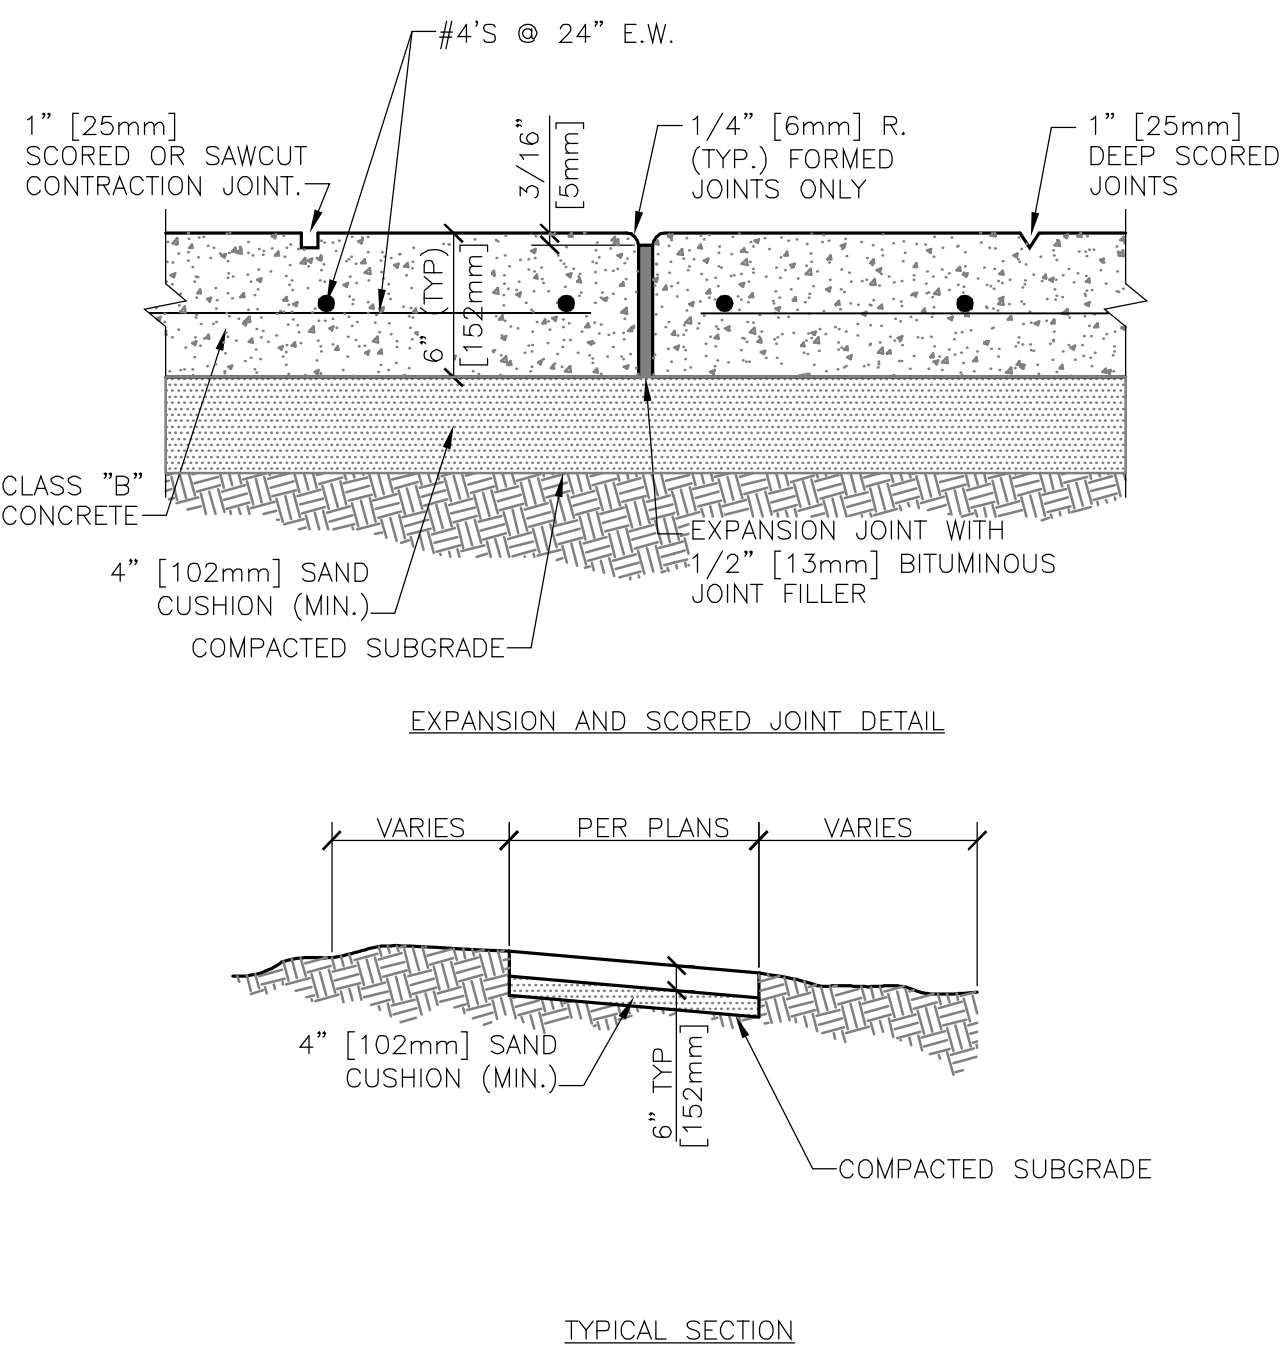 #4'S @ 24" E.W.
1" [25mm]
SCORED OR SAWCUT
CONTRACTION JOINT.
3/16"
[5mm]
1/4" [6mm] R.
(TYP.) FORMED
JOINTS ONLY
1" [25mm]
DEEP SCORED
JOINTS
6" (TYP)
[152mm]
CLASS "B"
CONCRETE
4" [102mm] SAND
CUSHION (MIN.)
COMPACTED SUBGRADE
EXPANSION JOINT WITH
1/2" [13mm] BITUMINOUS
JOINT FILLER
EXPANSION AND SCORED JOINT DETAIL
VARIES
PER PLANS
VARIES
4" [102mm] SAND
CUSHION (MIN.)
6" TYP
[152mm]
COMPACTED SUBGRADE
TYPICAL SECTION